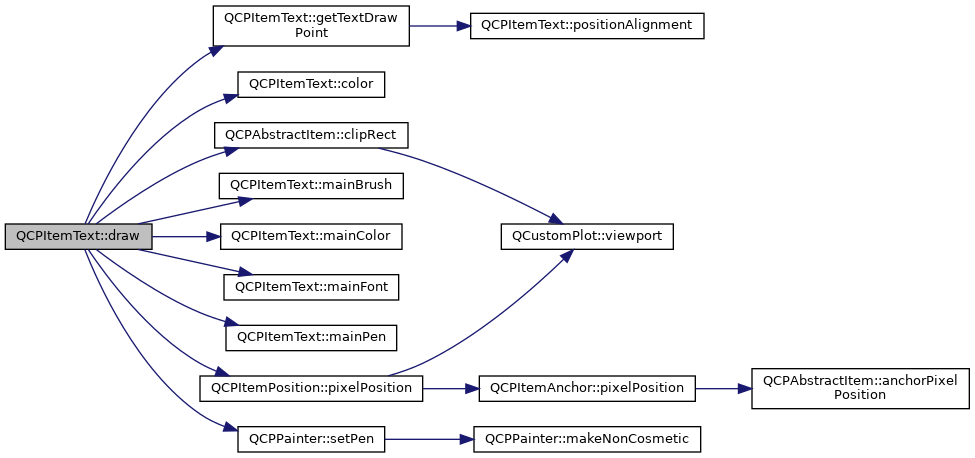 QCPItemText::getTextDraw
Point
QCPItemText::positionAlignment
QCPItemText::color
QCPAbstractItem::clipRect
QCPItemText::mainBrush
QCPItemText::draw
QCPItemText::mainColor
QCustomPlot::viewport
QCPItemText::mainFont
QCPItemText::mainPen
QCPItemPosition::pixelPosition
QCPItemAnchor::pixelPosition
QCPAbstractItem::anchorPixel
Position
QCPPainter::setPen
QCPPainter::makeNonCosmetic